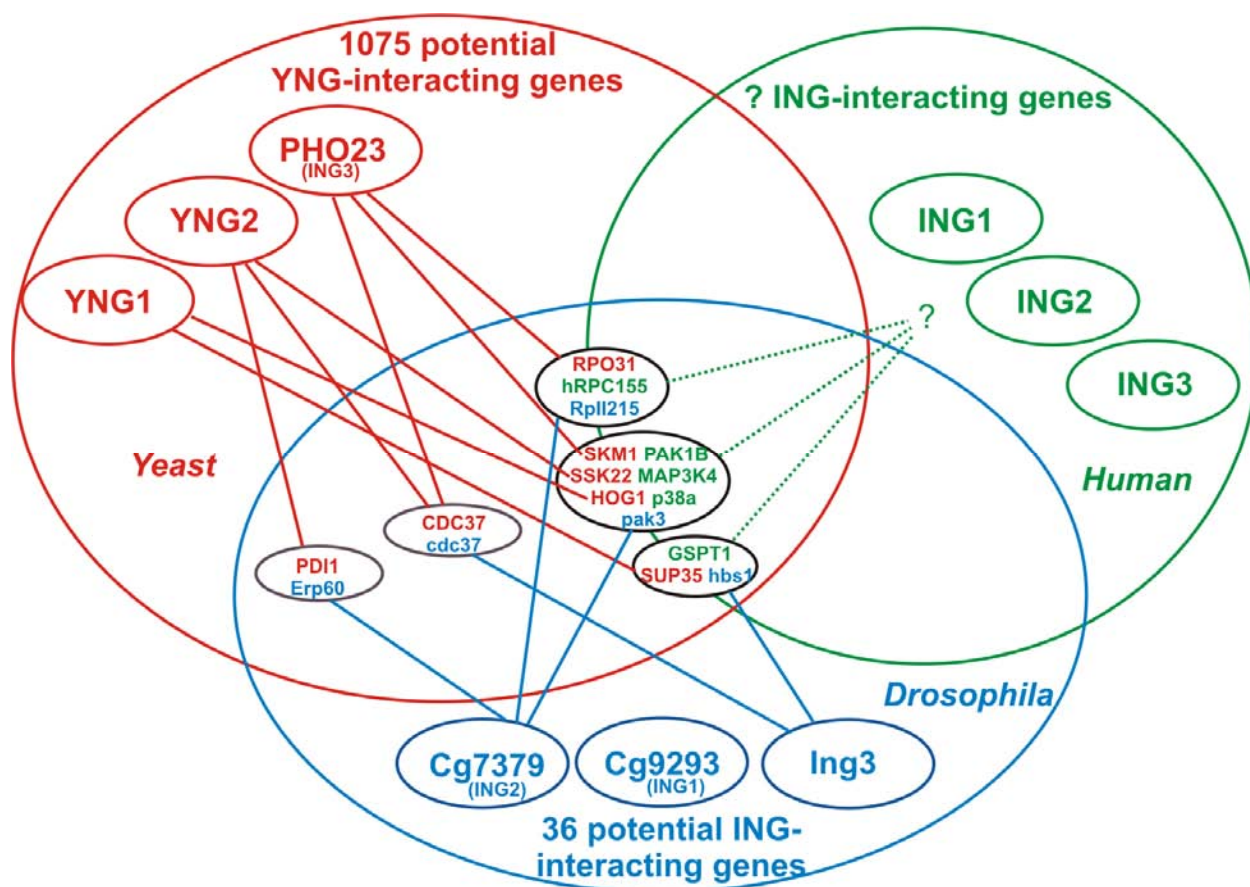 1075 potential
YNG-interacting genes
? ING-interacting genes
PHO23
(ING3)
YNG2
YNG1
ING1
ING2
ING3
?
RPO31
hRPC155
RpII215
SKM1 PAK1B
SSK22 MAP3K4
HOG1 p38a
pak3
Yeast
Human
CDC37
cdc37
PDI1
Erp60
GSPT1
SUP35 hbs1
Drosophila
Cg7379
(ING2)
Cg9293
(ING1)
Ing3
36 potential ING-
interacting genes